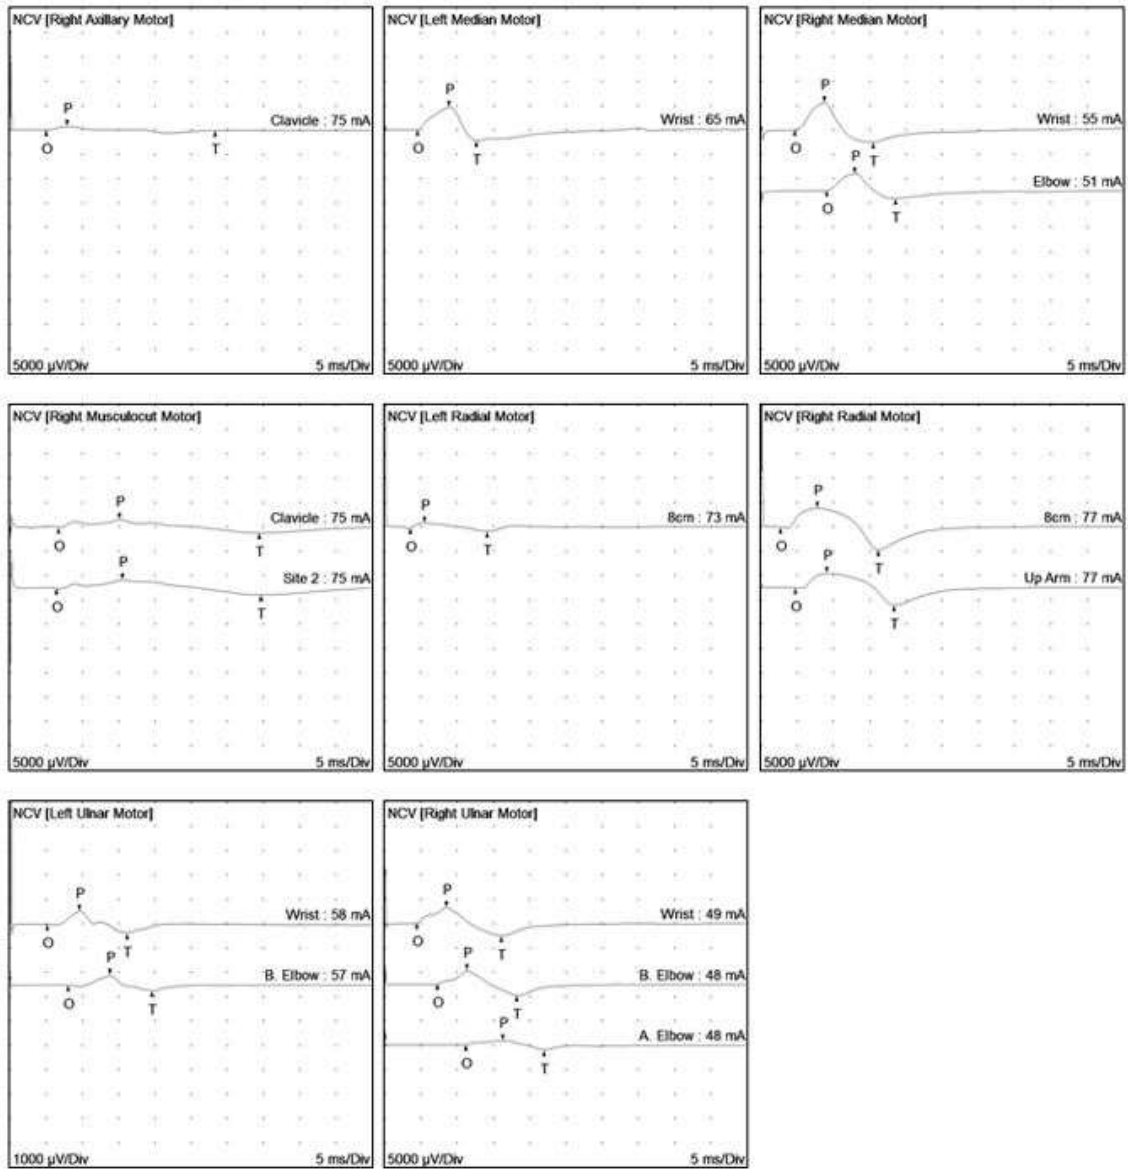 NCV [Right Axillary Motor]
P
Clavicle : 75 mA
O
T
5000 µV/Div 5 ms/Div
NCV [Left Median Motor]
P
Wrist : 65 mA
O
T
5000 µV/Div 5 ms/Div
NCV [Right Median Motor]
P
Wrist : 55 mA
O
P T
Elbow : 51 mA
O
T
5000 µV/Div 5 ms/Div
NCV [Right Musculocut Motor]
P
Clavicle : 75 mA
O
T
P
Site 2 : 75 mA
O
T
5000 µV/Div 5 ms/Div
NCV [Left Radial Motor]
P
8cm : 73 mA
O T
5000 µV/Div 5 ms/Div
NCV [Right Radial Motor]
P
8cm : 77 mA
O
P T
Up Arm : 77 mA
O
T
5000 µV/Div 5 ms/Div
NCV [Left Ulnar Motor]
P
Wrist : 58 mA
O
T
P
B. Elbow : 57 mA
O
T
1000 µV/Div 5 ms/Div
NCV [Right Ulnar Motor]
P
Wrist : 49 mA
O
P T
B. Elbow : 48 mA
O
T
P
A. Elbow : 48 mA
O T
5000 µV/Div 5 ms/Div